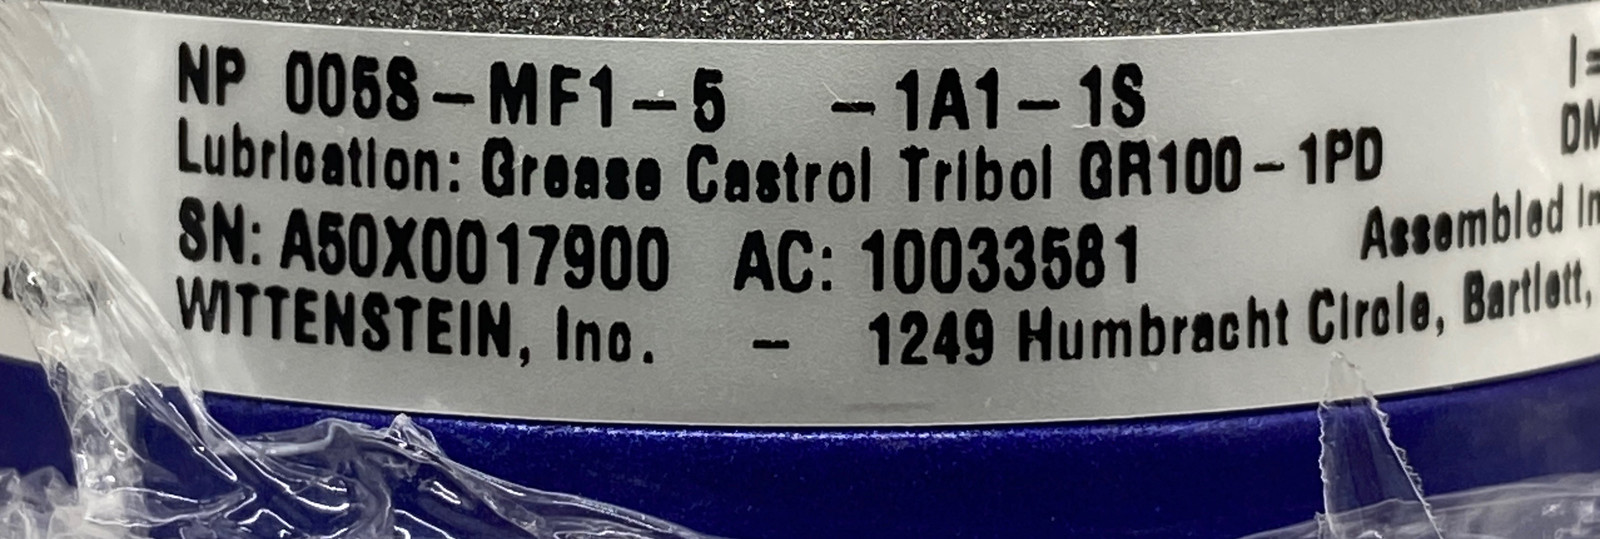 NP 005S-MF1-5 -1A1-1S
Lubrication: Grease Castrol Tribol GR100-1PD
SN: A50X0017900 AC: 10033581
WITTENSTEIN, Inc. - 1249 Humbracht Circle, Bartlett,
I=
DM
Assembled In